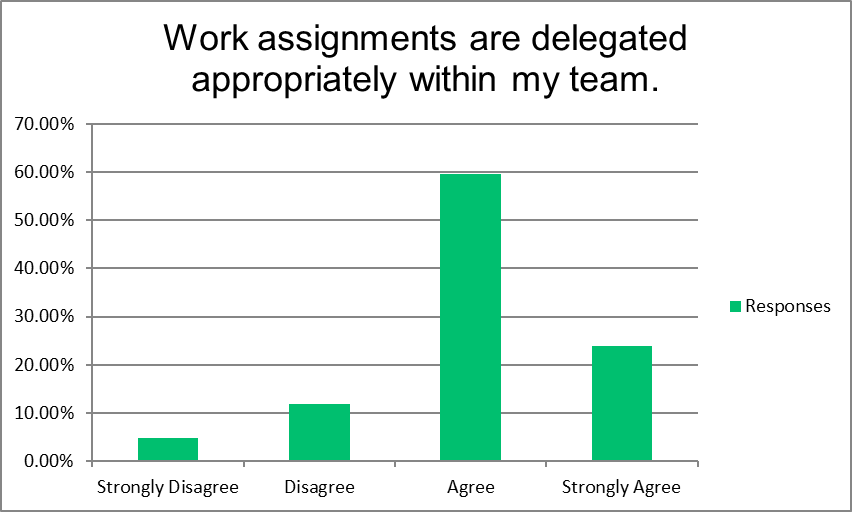 Work assignments are delegated
appropriately within my team.
70.00%
60.00%
50.00%
40.00%
30.00%
20.00%
10.00%
0.00%
Strongly Disagree
Disagree
Agree
Strongly Agree
Responses